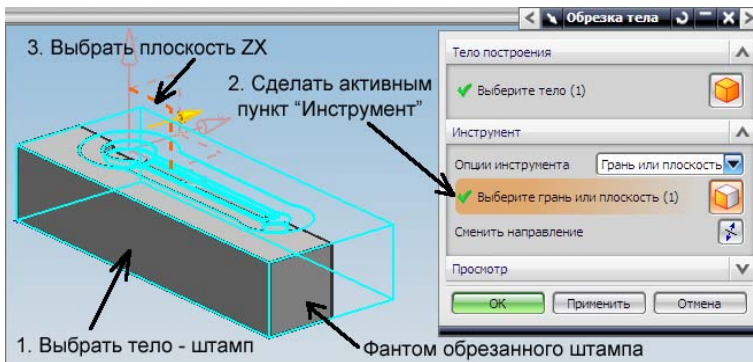 Обрезка тела
3. Выбрать плоскость ZX
Тело построения
2. Сделать активным
пункт "Инструмент"
Выберите тело (1)
Инструмент
Опции инструмента Грань или плоскость
Выберите грань или плоскость (1)
Сменить направление
Просмотр
ОК Применить Отмена
1. Выбрать тело - штамп
Фантом обрезанного штампа